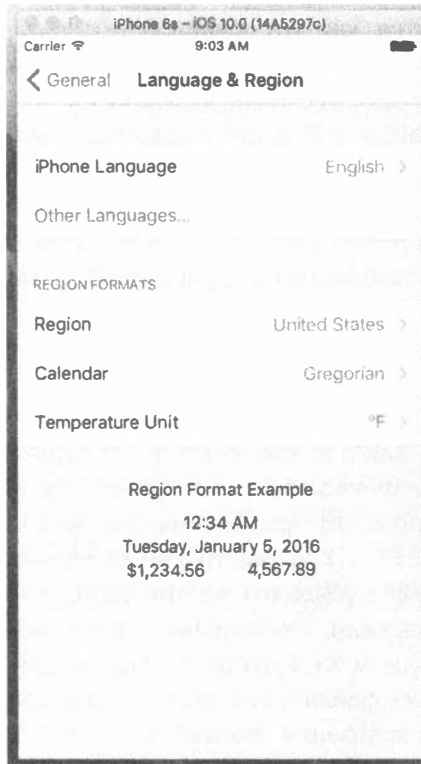 iPhone 6s – iOS 10.0 (14A5297c)
Carrier 9:03 AM
General Language & Region
iPhone Language English
Other Languages...
REGION FORMATS
Region United States
Calendar Gregorian
Temperature Unit °F
Region Format Example
12:34 AM
Tuesday, January 5, 2016
$1,234.56 4,567.89